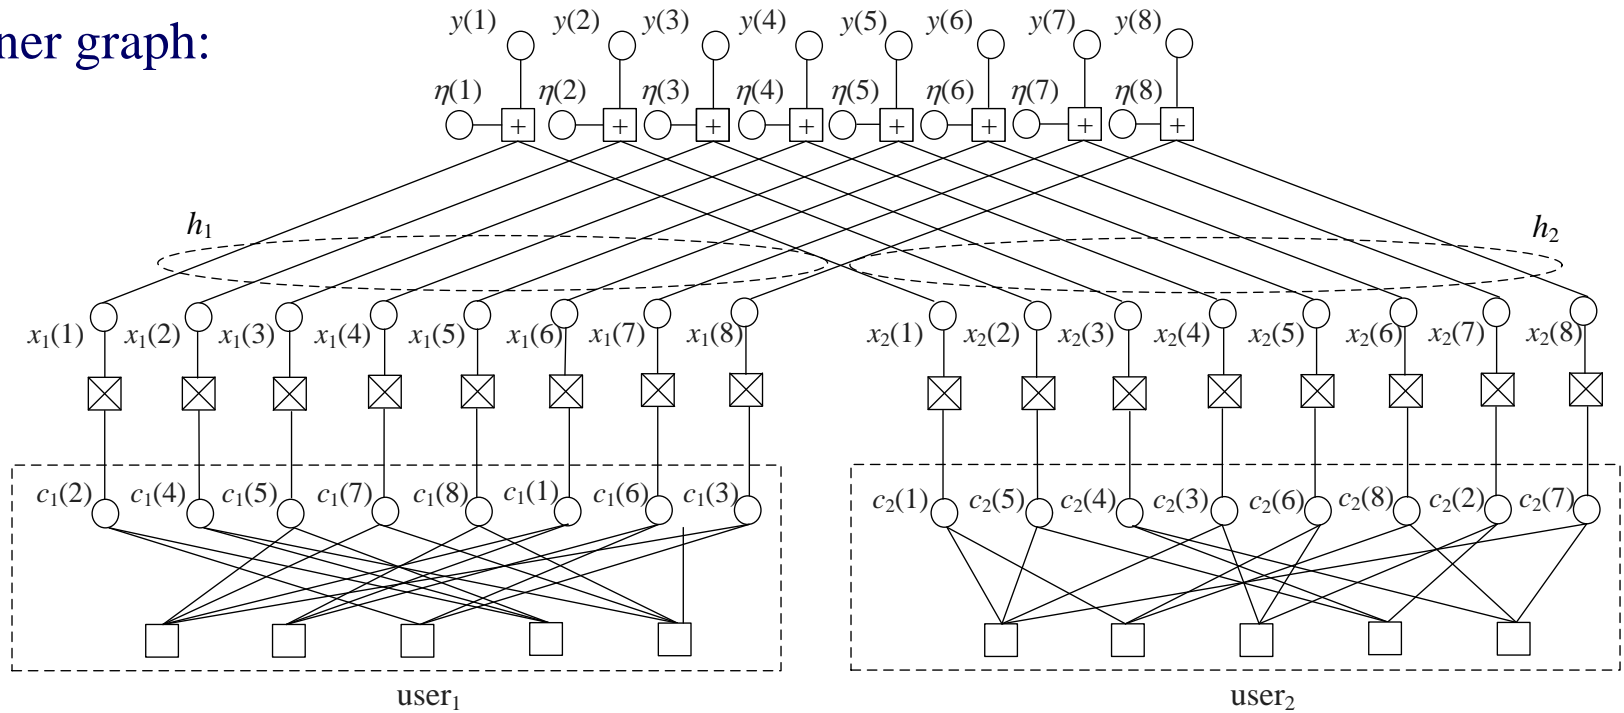 ner graph:
y(1) y(2) y(3) y(4) y(5) y(6) y(7) y(8)
η(1) η(2) η(3) η(4) η(5) η(6) η(7) η(8)
+ + + + + + + +
h₁ h₂
x₁(1) x₁(2) x₁(3) x₁(4) x₁(5) x₁(6) x₁(7) x₁(8) x₂(1) x₂(2) x₂(3) x₂(4) x₂(5) x₂(6) x₂(7) x₂(8)
c₁(2) c₁(4) c₁(5) c₁(7) c₁(8) c₁(1) c₁(6) c₁(3) c₂(1) c₂(5) c₂(4) c₂(3) c₂(6) c₂(8) c₂(2) c₂(7)
user₁ user₂